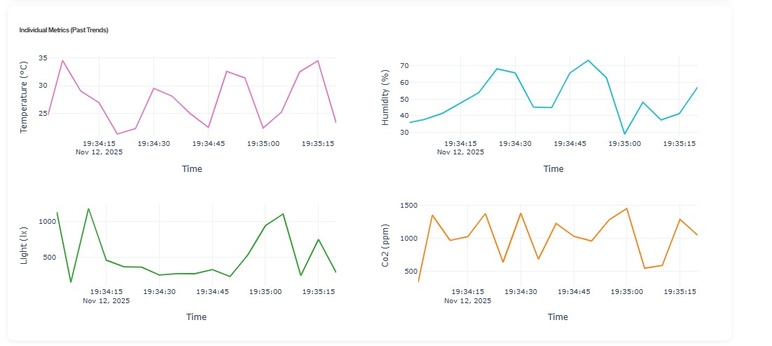 Individual Metrics (Past Trends)
Temperature (°C)
35
30
25
19:34:15
Nov 12, 2025
19:34:30
19:34:45
19:35:00
19:35:15
Time
Humidity (%)
70
60
50
40
30
19:34:15
Nov 12, 2025
19:34:30
19:34:45
19:35:00
19:35:15
Time
Light (lx)
1000
500
19:34:15
Nov 12, 2025
19:34:30
19:34:45
19:35:00
19:35:15
Time
Co2 (ppm)
1500
1000
500
19:34:15
Nov 12, 2025
19:34:30
19:34:45
19:35:00
19:35:15
Time